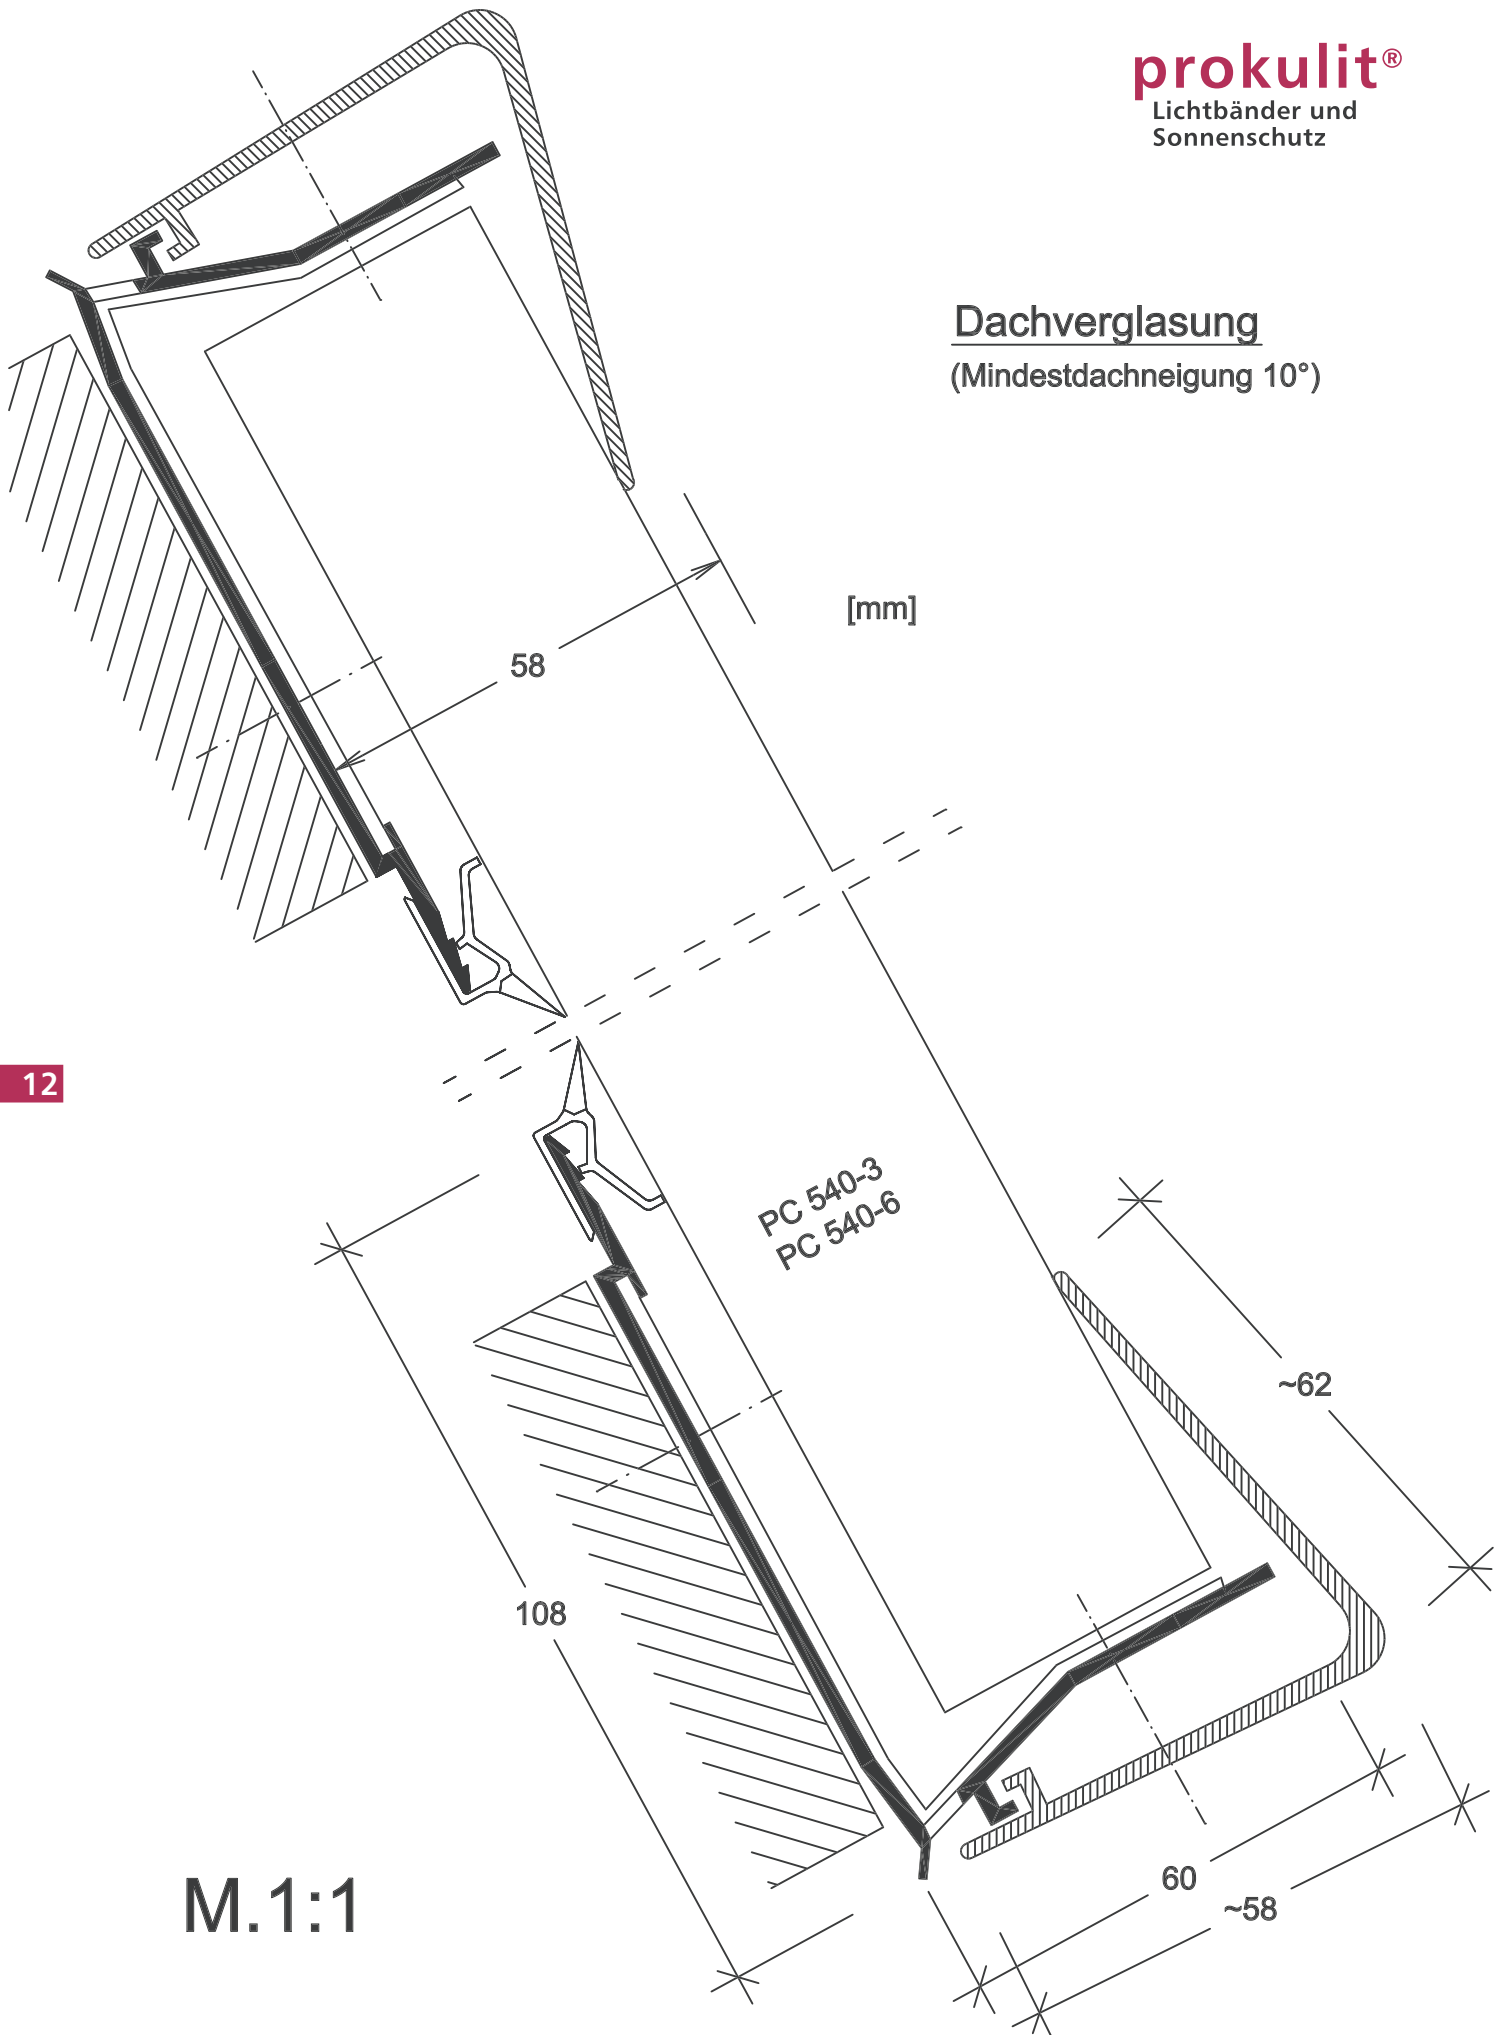 prokulit®
Lichtbänder und
Sonnenschutz
Dachverglasung
(Mindestdachneigung 10°)
[mm]
58
12
PC 540-3
PC 540-6
~62
108
60
~58
M.1:1